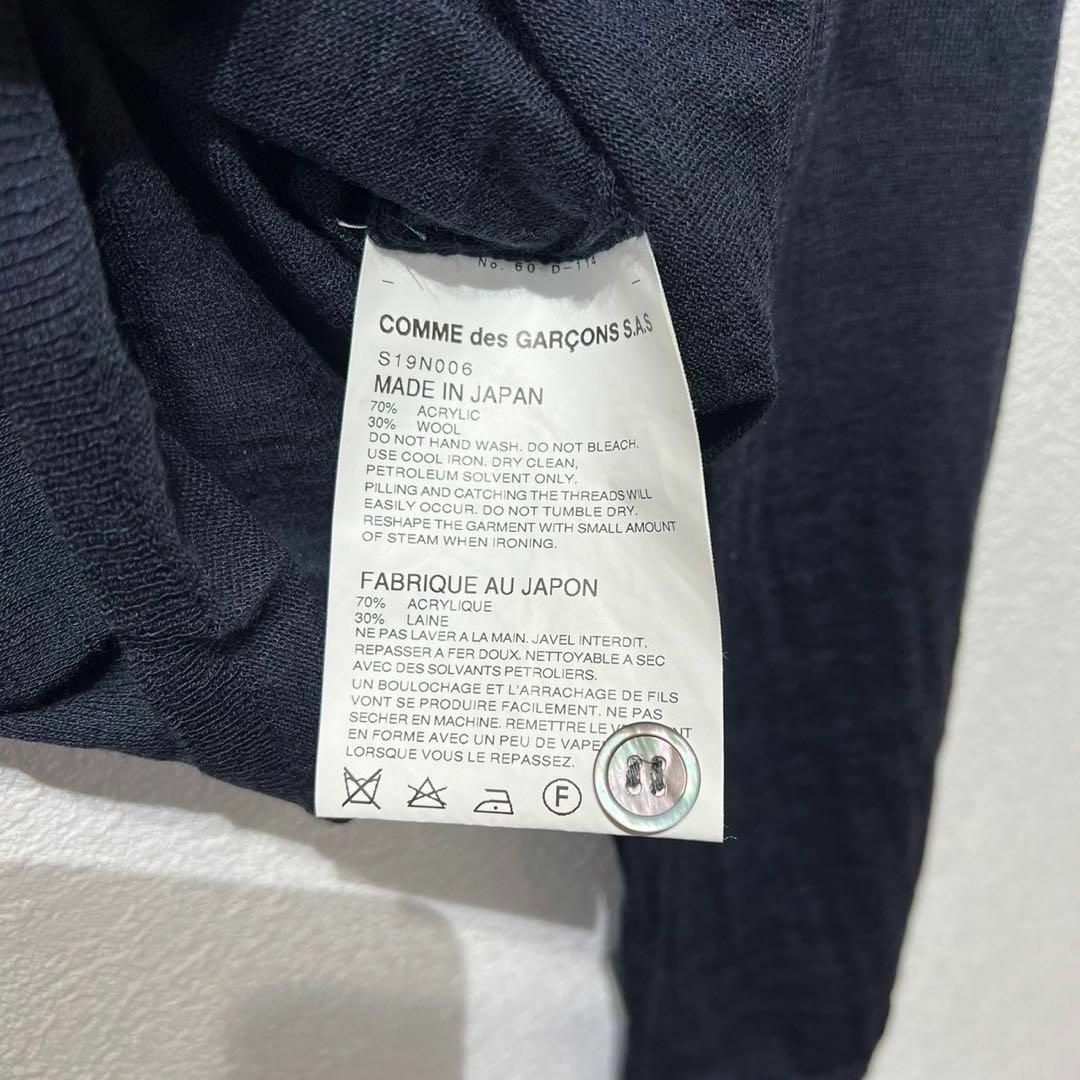 No. 60 D-114
COMME des GARÇONS S.A.S
S19N006
MADE IN JAPAN
70% ACRYLIC
30% WOOL
DO NOT HAND WASH. DO NOT BLEACH.
USE COOL IRON. DRY CLEAN,
PETROLEUM SOLVENT ONLY.
PILLING AND CATCHING THE THREADS WILL
EASILY OCCUR. DO NOT TUMBLE DRY.
RESHAPE THE GARMENT WITH SMALL AMOUNT
OF STEAM WHEN IRONING.
FABRIQUE AU JAPON
70% ACRYLIQUE
30% LAINE
NE PAS LAVER A LA MAIN. JAVEL INTERDIT.
REPASSER A FER DOUX. NETTOYABLE A SEC
AVEC DES SOLVANTS PETROLIERS.
UN BOULOCHAGE ET L'ARRACHAGE DE FILS
VONT SE PRODUIRE FACILEMENT. NE PAS
SECHER EN MACHINE. REMETTRE LE
EN FORME AVEC UN PEU DE
LORSQUE VOUS LE REPASSEZ.
F